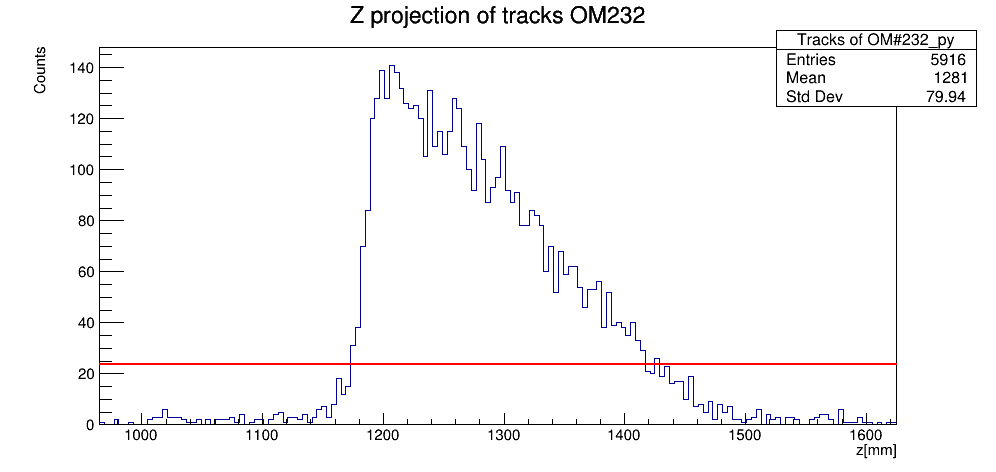 Z projection of tracks OM232
Tracks of OM#232_py
Entries 5916
Mean 1281
Std Dev 79.94
Counts
140
120
100
80
60
40
20
0
1000 1100 1200 1300 1400 1500 1600
z[mm]